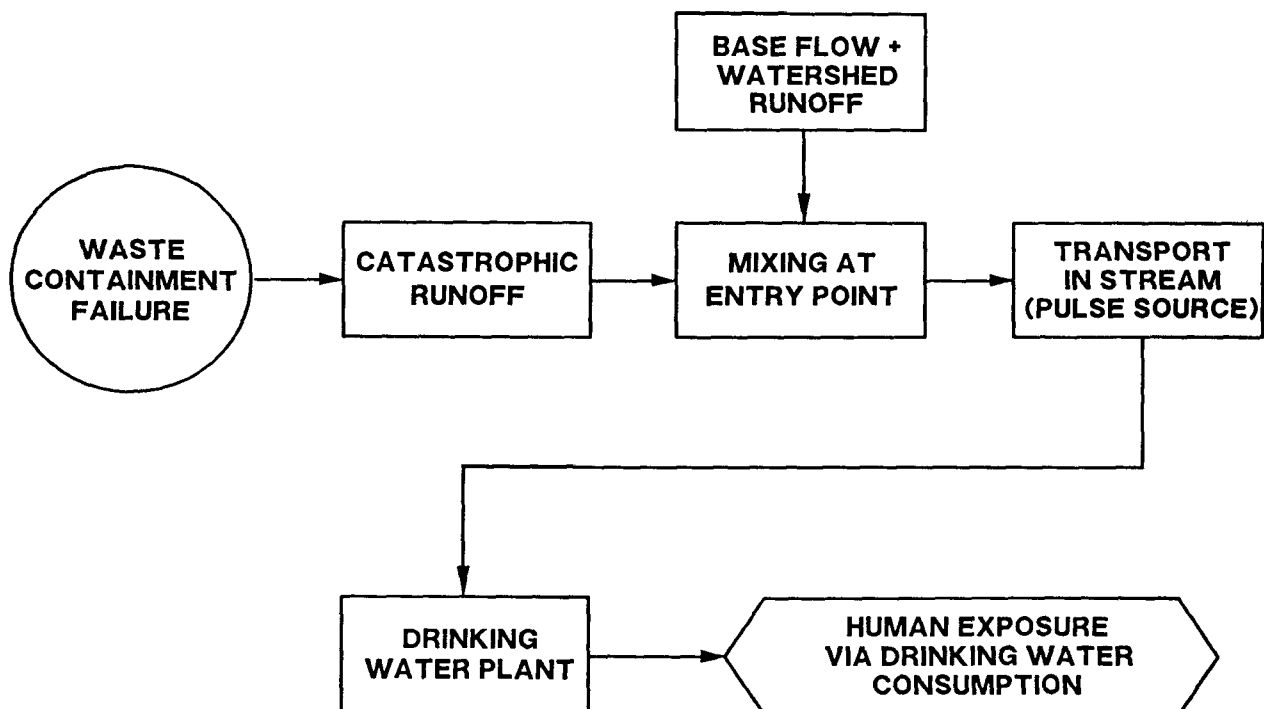 BASE FLOW +
WATERSHED
RUNOFF
WASTE
CONTAINMENT
FAILURE
CATASTROPHIC
RUNOFF
MIXING AT
ENTRY POINT
TRANSPORT
IN STREAM
(PULSE SOURCE)
DRINKING
WATER PLANT
HUMAN EXPOSURE
VIA DRINKING WATER
CONSUMPTION